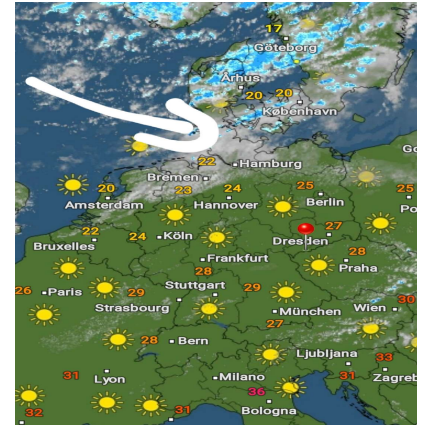 17
Göteborg
Århus
20 20
København
Go
22 Hamburg
Bremen
20 23 24 25 25
Amsterdam Hannover Berlin Po
22 24 Köln 27
Bruxelles Dresden
28
Frankfurt Praha
28
Stuttgart
26 Paris 29 29 30
Strasbourg München Wien
27
28 Bern
Ljubljana
33
31 Lyon Milano 31 Zagreb
36
32 31 Bologna